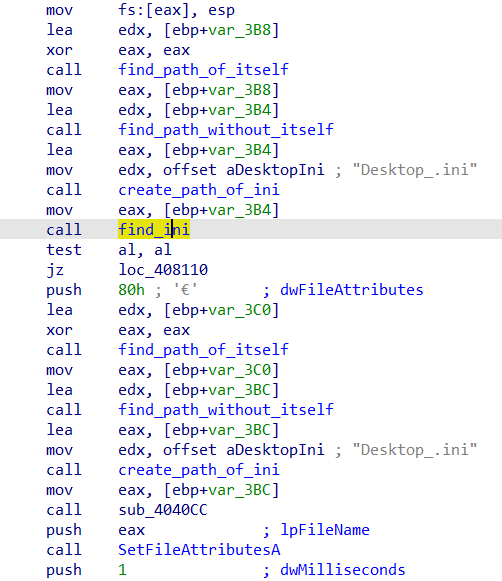 mov     fs:[eax], esp
lea     edx, [ebp+var_3B8]
xor     eax, eax
call    find_path_of_itself
mov     eax, [ebp+var_3B8]
lea     edx, [ebp+var_3B4]
call    find_path_without_itself
lea     eax, [ebp+var_3B4]
mov     edx, offset aDesktopIni ; "Desktop_.ini"
call    create_path_of_ini
mov     eax, [ebp+var_3B4]
call    find_ini
test    al, al
jz      loc_408110
push    80h ; '€'       ; dwFileAttributes
lea     edx, [ebp+var_3C0]
xor     eax, eax
call    find_path_of_itself
mov     eax, [ebp+var_3C0]
lea     edx, [ebp+var_3BC]
call    find_path_without_itself
lea     eax, [ebp+var_3BC]
mov     edx, offset aDesktopIni ; "Desktop_.ini"
call    create_path_of_ini
mov     eax, [ebp+var_3BC]
call    sub_4040CC
push    eax             ; lpFileName
call    SetFileAttributesA
push    1               ; dwMilliseconds